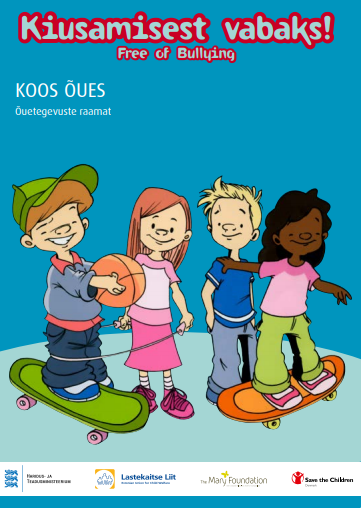 Kiusamisest vabaks!
Free of Bullying
KOOS ÕUES
Õuetegevuste raamat
HARIDUS- JA
TEADUSMINISTEERIUM
Lastekaitse Liit
The Mary Foundation
Save the Children